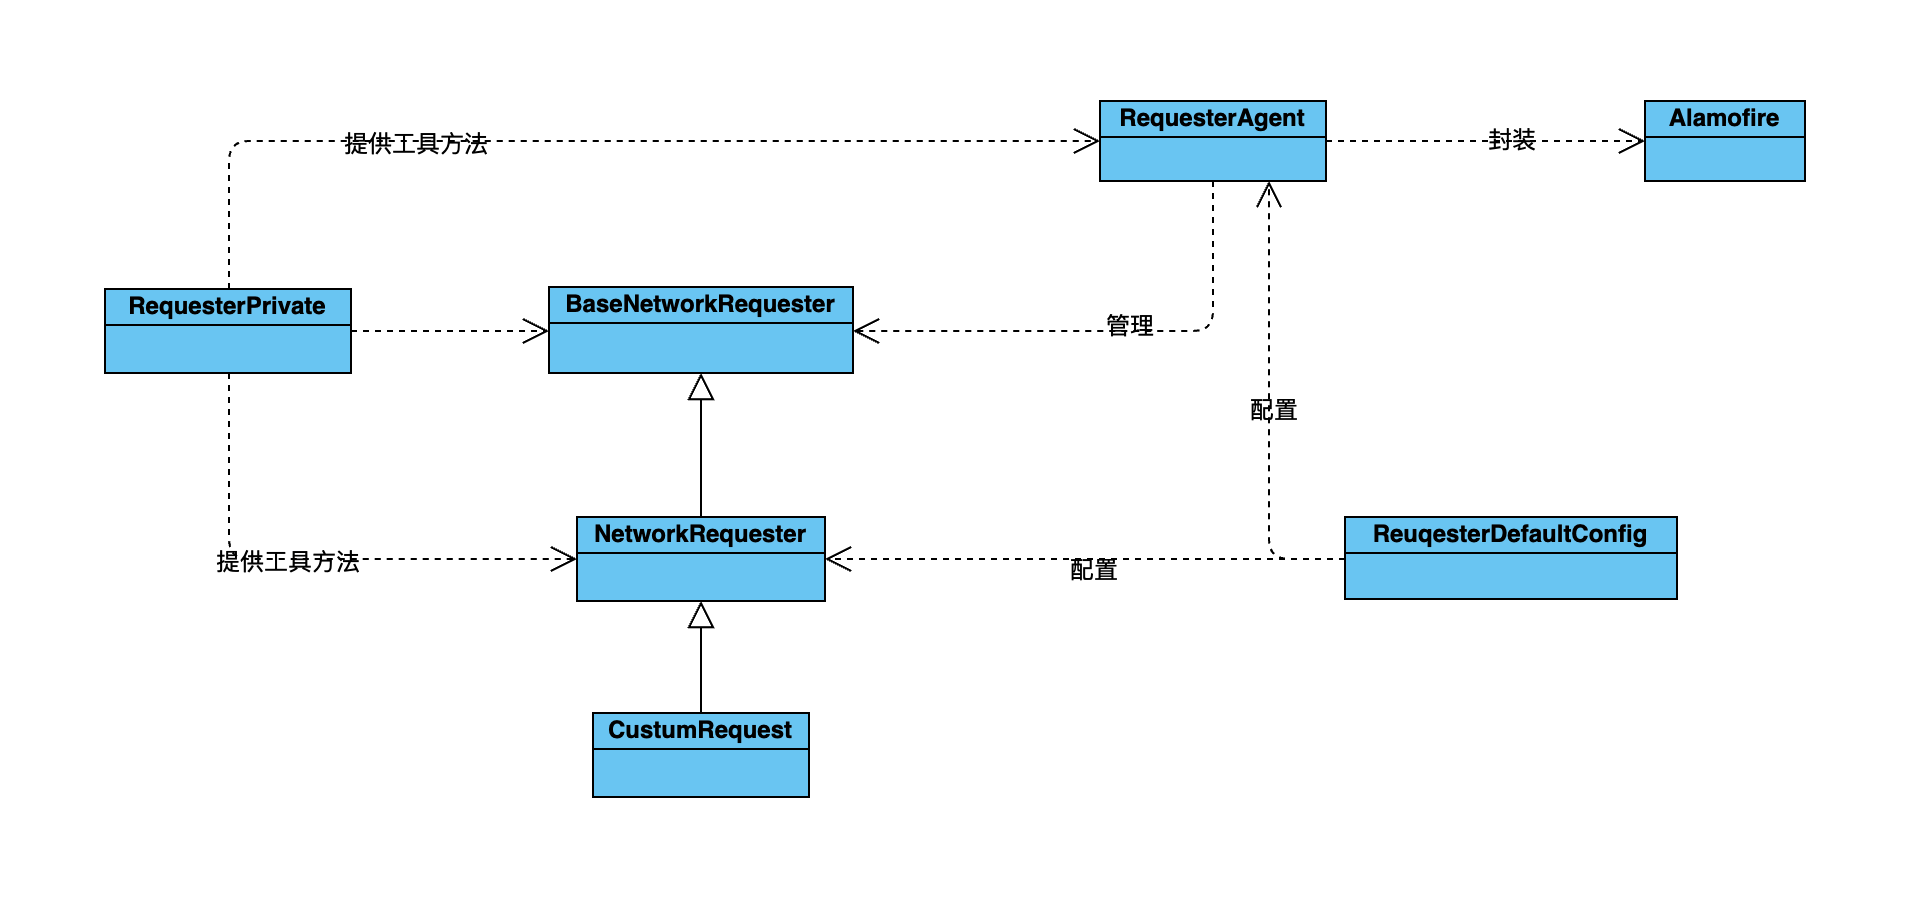 RequesterAgent
Alamofire
提供工具方法
封装
RequesterPrivate
BaseNetworkRequester
管理
配置
NetworkRequester
ReuqesterDefaultConfig
提供工具方法
配置
CustumRequest